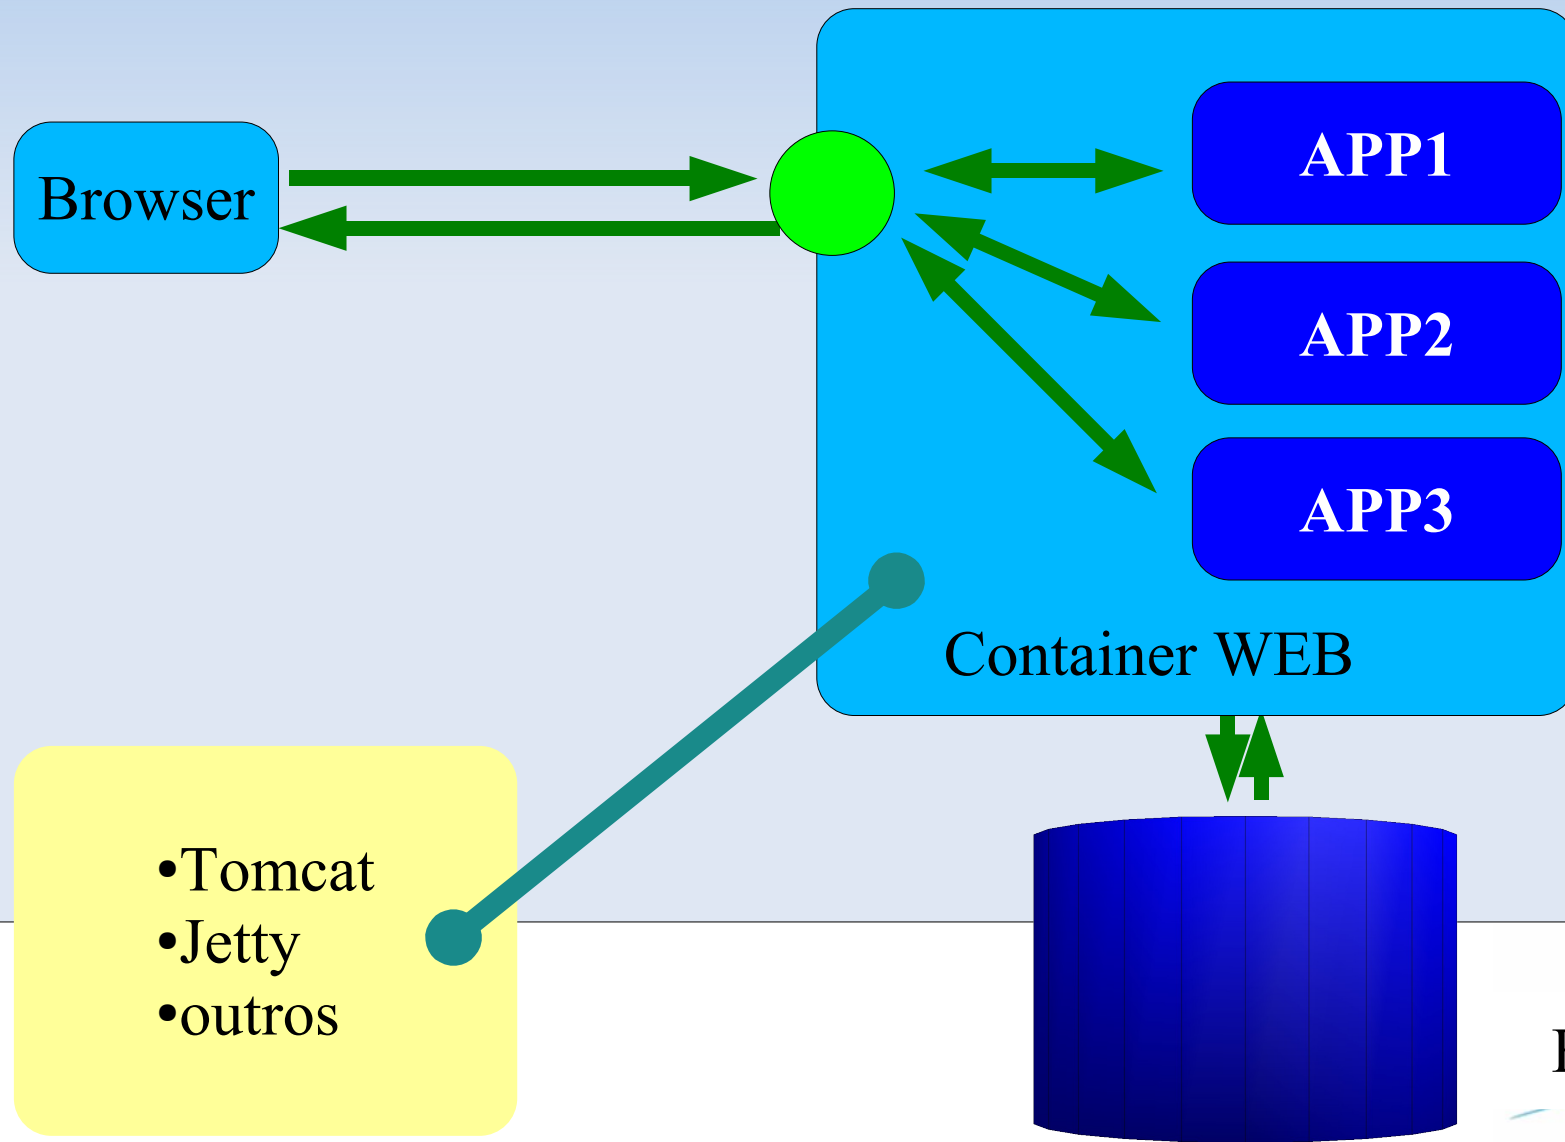 Browser
APP1
APP2
APP3
Container WEB
•Tomcat
•Jetty
•outros